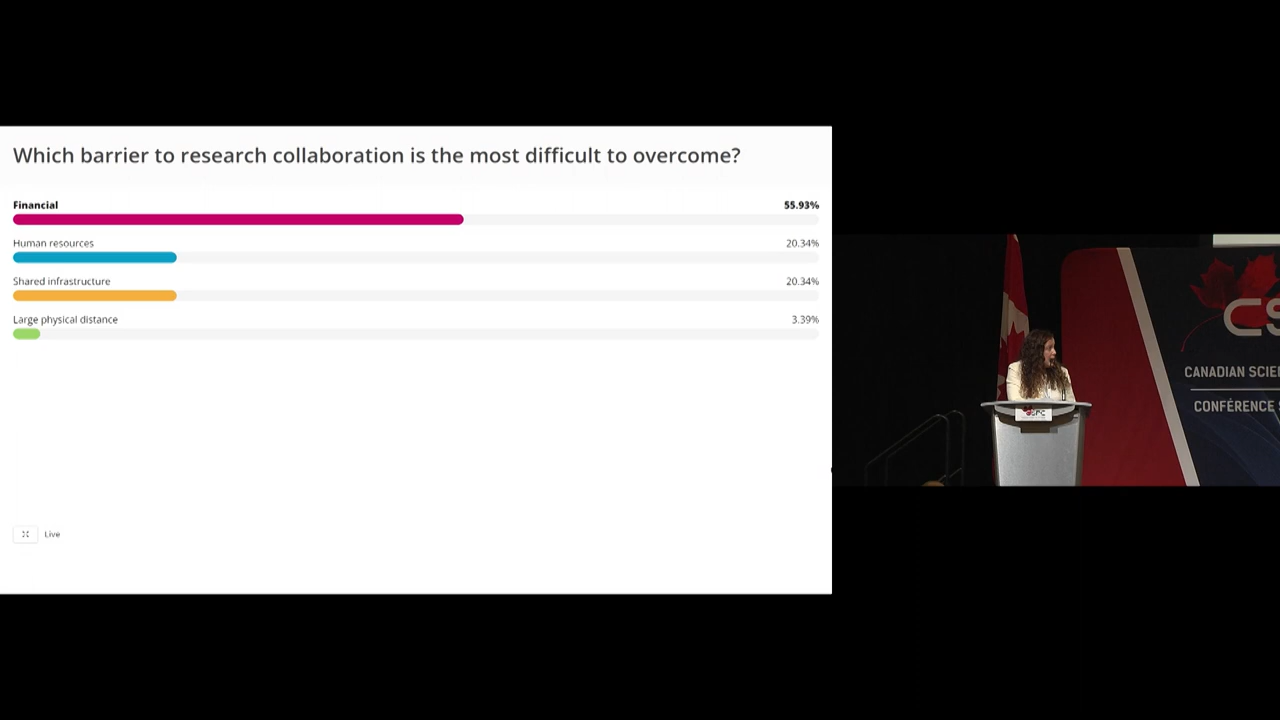 Which barrier to research collaboration is the most difficult to overcome?
Financial 55.93%
Human resources 20.34%
Shared infrastructure 20.34%
Large physical distance 3.39%
Live
CANADIAN
CONFÉRENCE